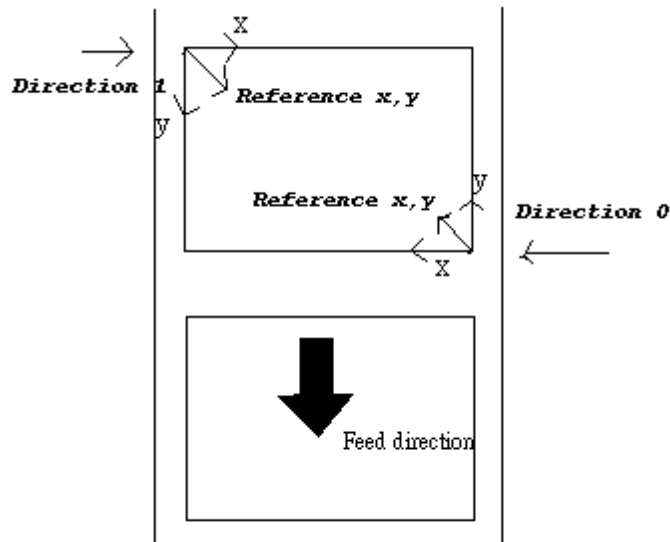 X
Direction 1
Reference x,y
y
y
Reference x,y
Direction 0
X
Feed direction